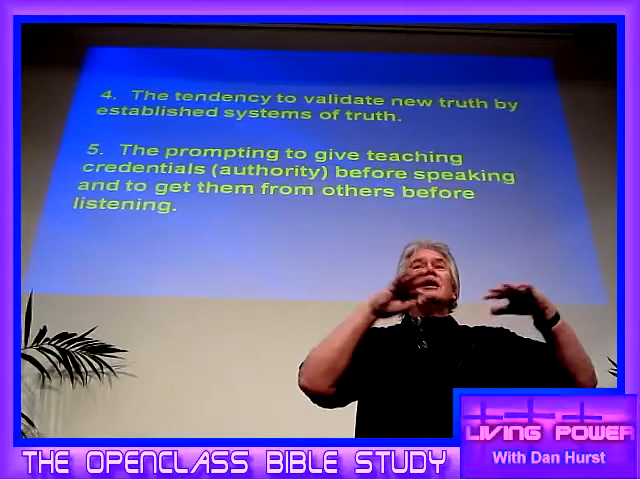 4. The tendency to validate new truth by
established systems of truth.
5. The prompting to give teaching
credentials (authority) before speaking
and to get them from others before
listening.
LIVING POWER
With Dan Hurst
THE OPENCLASS BIBLE STUDY